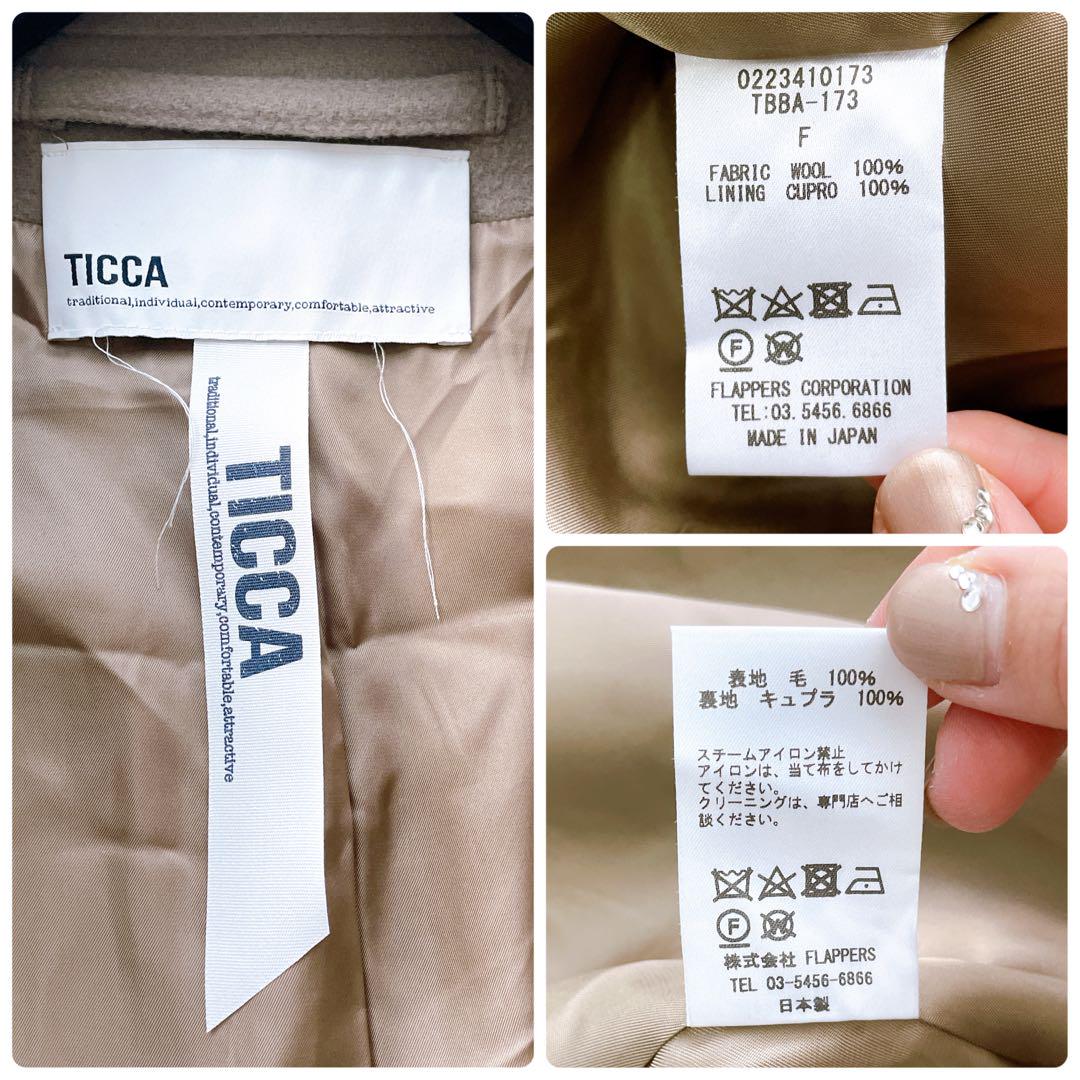 TICCA
traditional,individual,contemporary,comfortable,attractive
TICCA
traditional,individual,contemporary,comfortable,attractive
0223410173
TBBA-173
F
FABRIC WOOL 100%
LINING CUPRO 100%
F W
FLAPPERS CORPORATION
TEL:03.5456.6866
MADE IN JAPAN
表地 毛 100%
裏地 キュプラ 100%
スチームアイロン禁止
アイロンは、当て布をしてかけ
てください。
クリーニングは、専門店へご相
談ください。
F W
株式会社 FLAPPERS
TEL 03-5456-6866
日本製